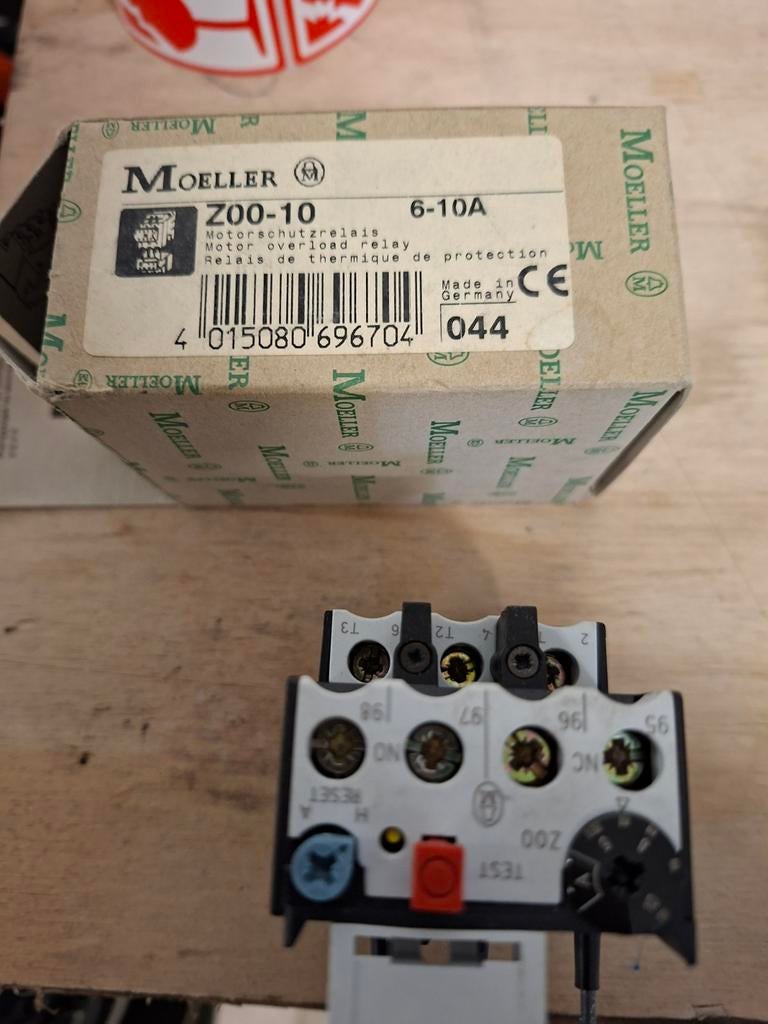 MOELLER
Z00-10 6-10A
Motorschutzrelais
Motor overload relay
Relais de thermique de protection
Made in
Germany
CE
4 015080 696704
044
MOELLER
MOELLER
MOELLER
MOELLER
MOELLER
MOELLER
2 4 T2 6 T3
95 96 97 98
NC NO
H RESET A
Z00
TEST